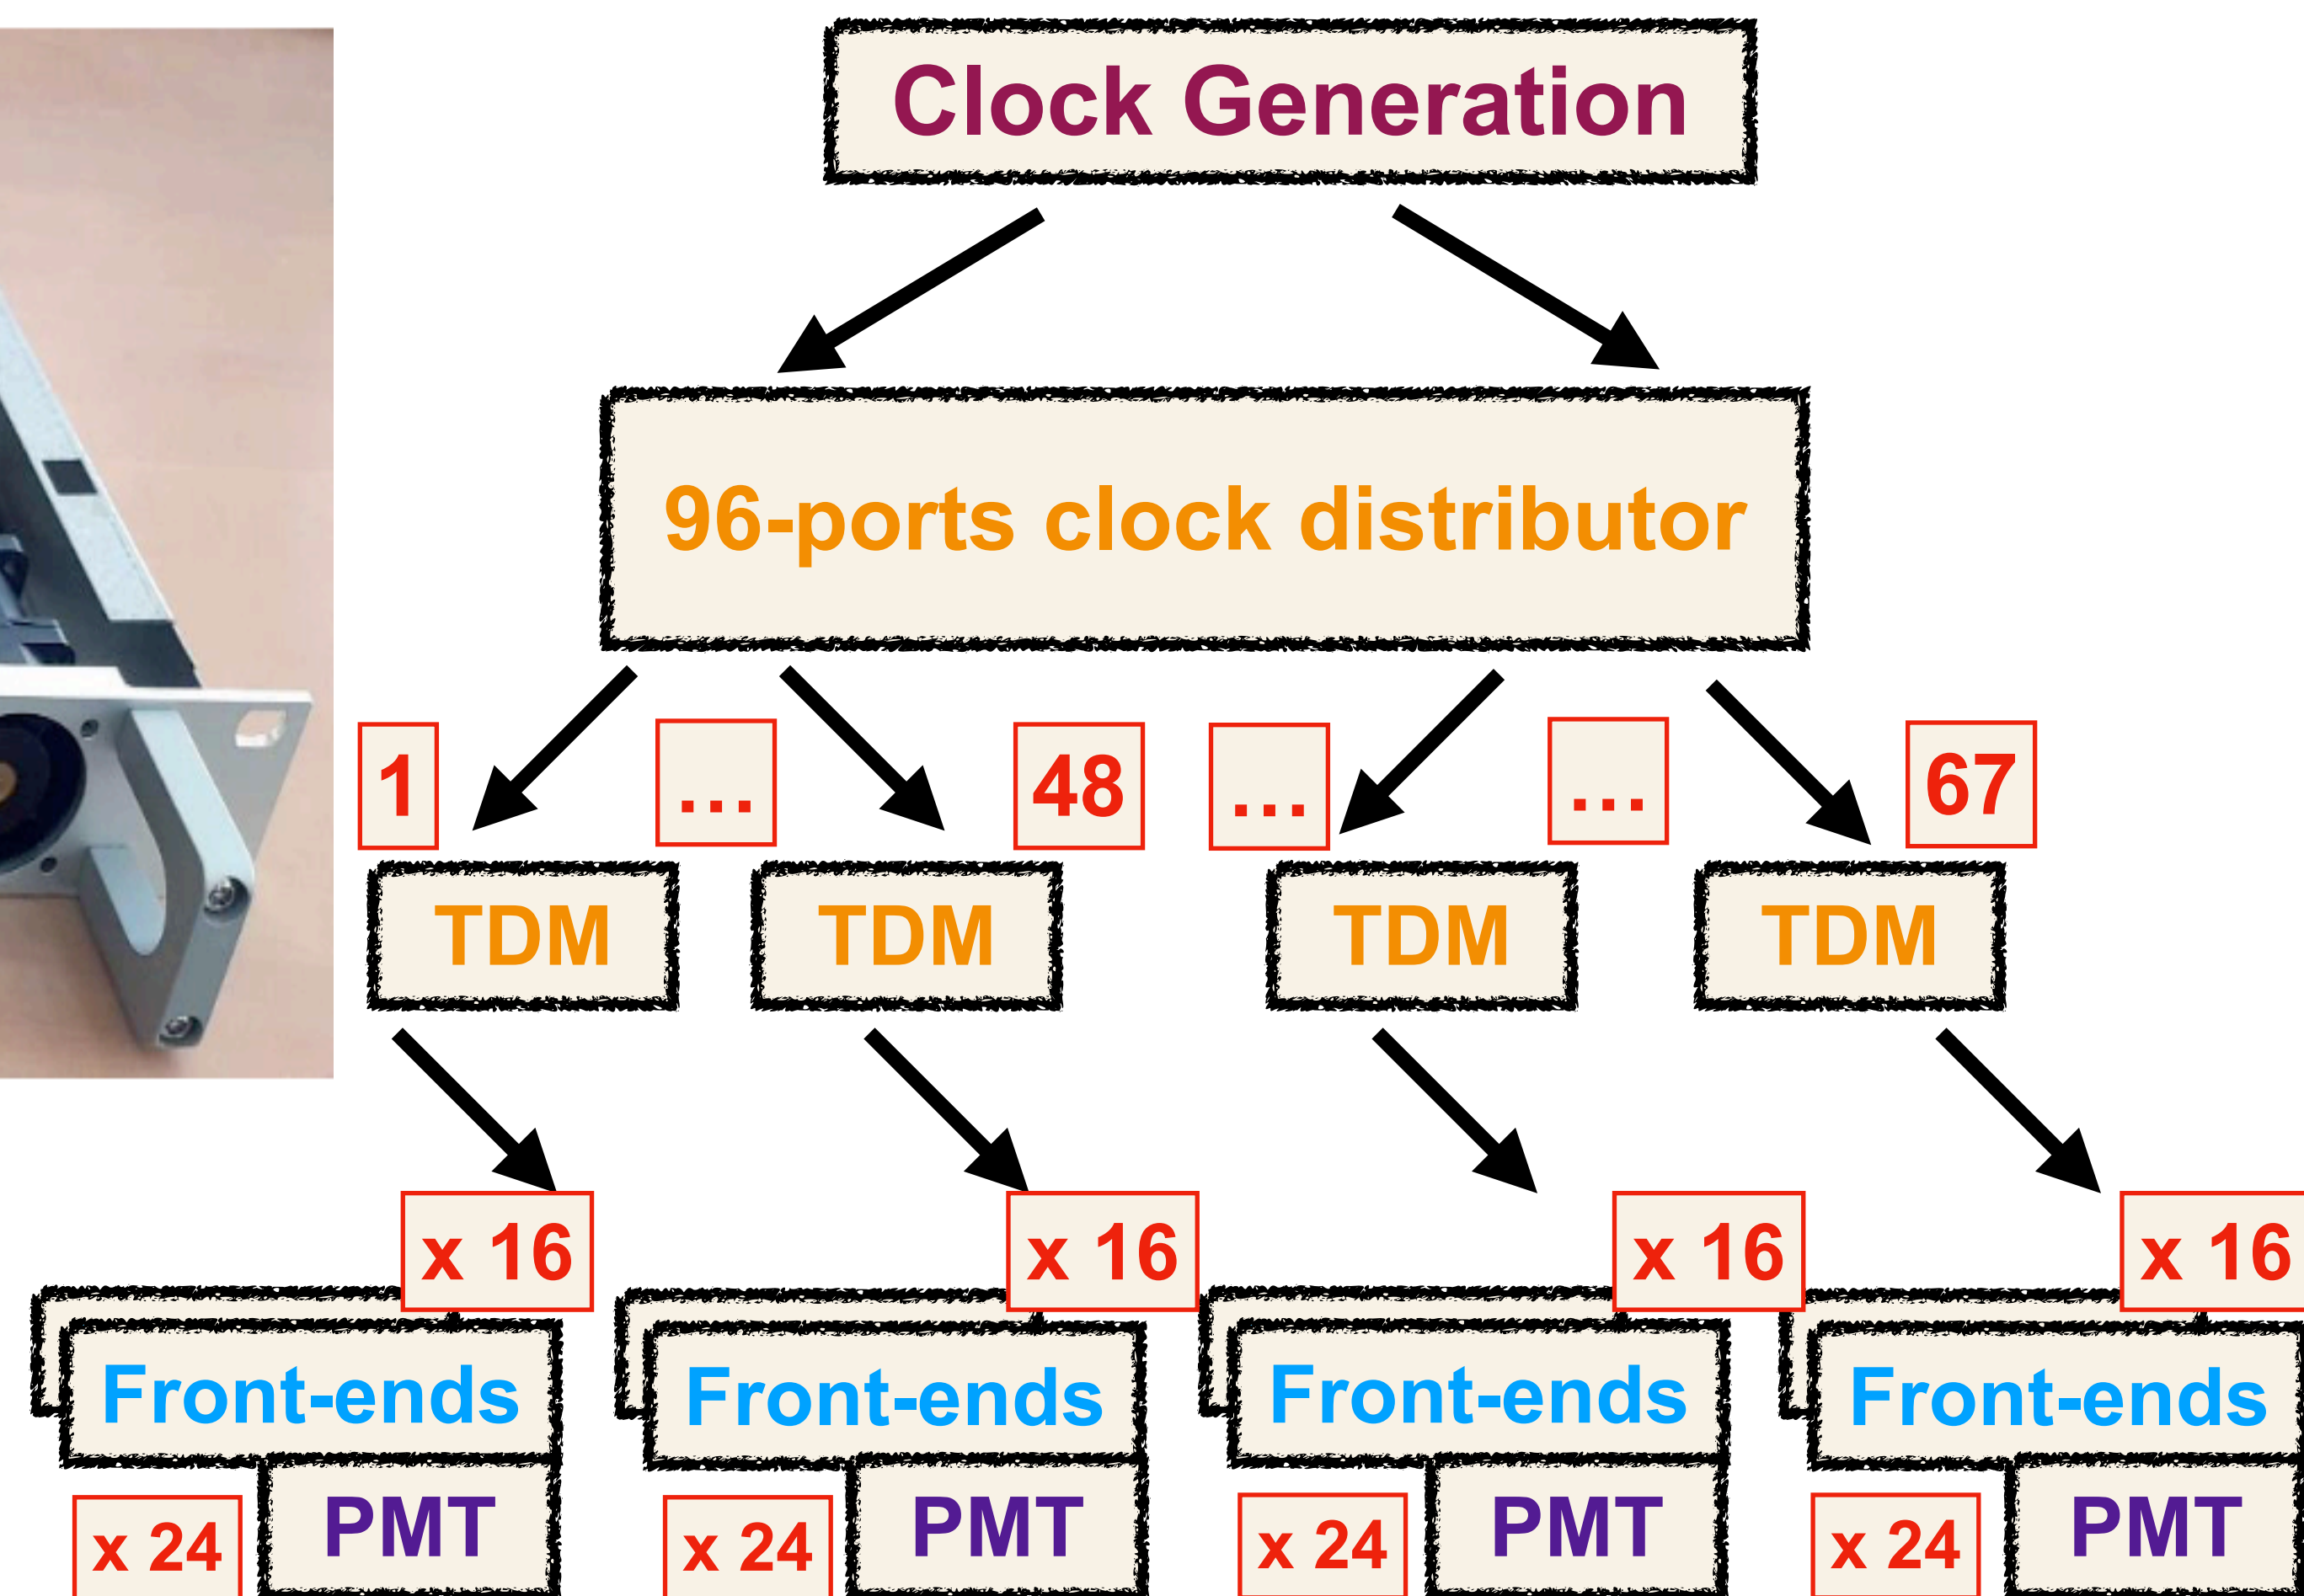 Clock Generation
96-ports clock distributor
1
...
48
...
...
67
TDM
TDM
TDM
TDM
x 16
x 16
x 16
x 16
Front-ends
Front-ends
Front-ends
Front-ends
x 24
PMT
x 24
PMT
x 24
PMT
x 24
PMT